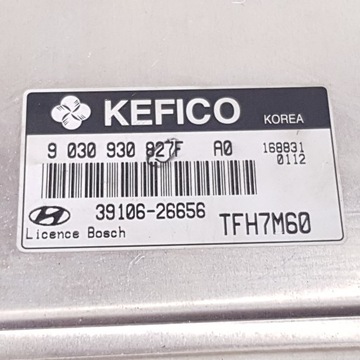 KEFICO KOREA
9 030 930 827F A0 168831
0112
39106-26656
Licence Bosch TFH7M60